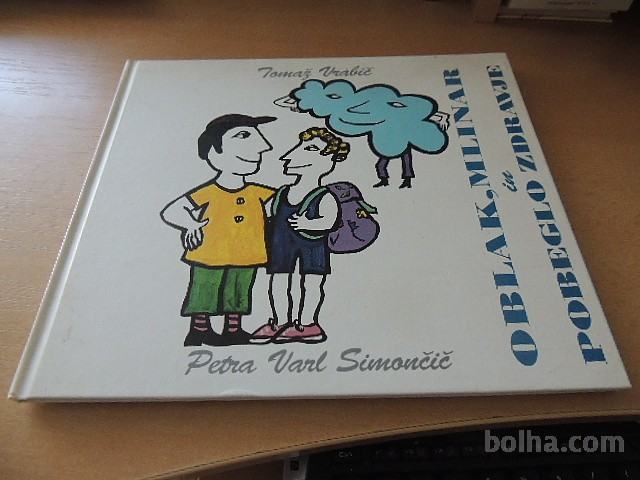 Tomaž Vrabič
OBLAK, MLINAR
in
POBEGLO ZDRAVJE
Petra Varl Simončič
bolha.com